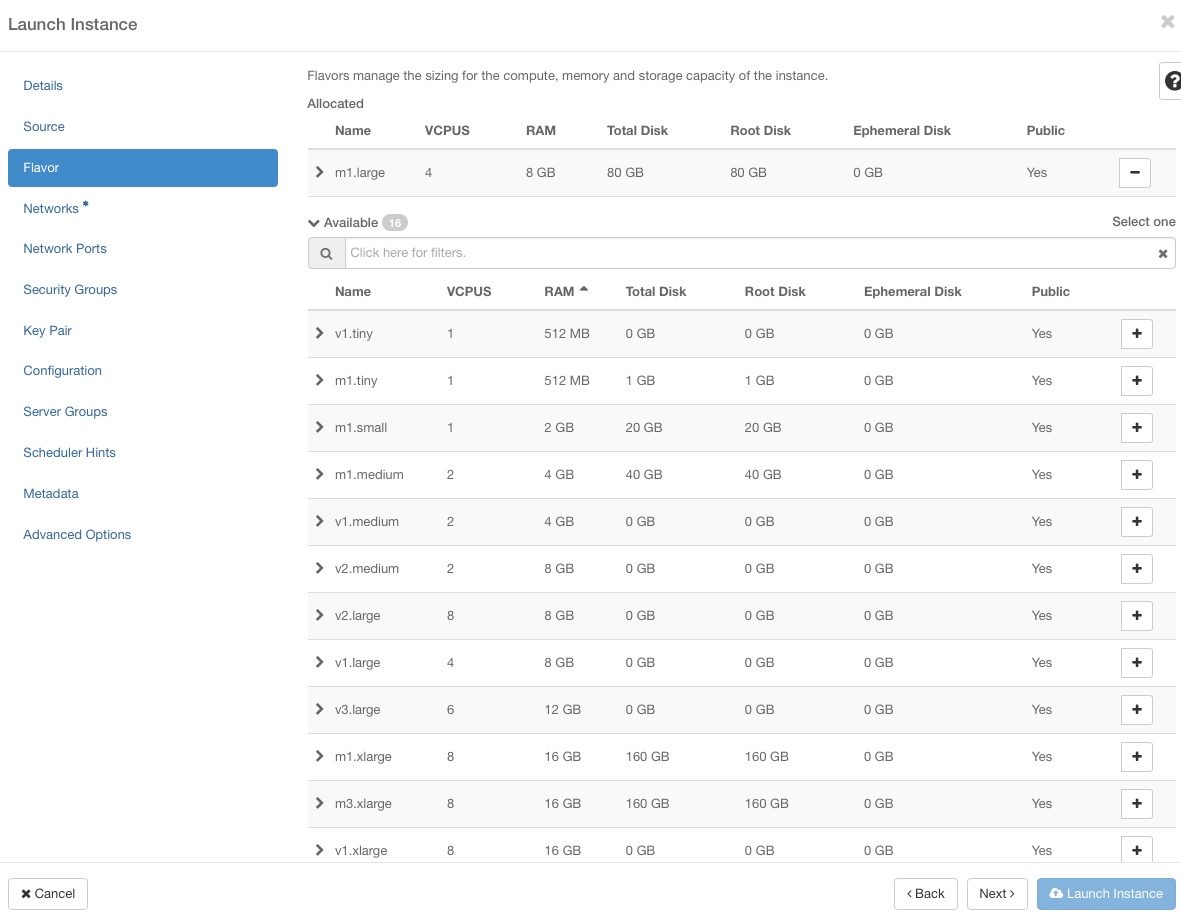 Launch Instance
Details
Source
Flavor
Networks *
Network Ports
Security Groups
Key Pair
Configuration
Server Groups
Scheduler Hints
Metadata
Advanced Options
Flavors manage the sizing for the compute, memory and storage capacity of the instance.
Allocated
Name VCPUS RAM Total Disk Root Disk Ephemeral Disk Public
m1.large 4 8 GB 80 GB 80 GB 0 GB Yes
Available 16 Select one
Click here for filters.
Name VCPUS RAM Total Disk Root Disk Ephemeral Disk Public
v1.tiny 1 512 MB 0 GB 0 GB 0 GB Yes
m1.tiny 1 512 MB 1 GB 1 GB 0 GB Yes
m1.small 1 2 GB 20 GB 20 GB 0 GB Yes
m1.medium 2 4 GB 40 GB 40 GB 0 GB Yes
v1.medium 2 4 GB 0 GB 0 GB 0 GB Yes
v2.medium 2 8 GB 0 GB 0 GB 0 GB Yes
v2.large 8 8 GB 0 GB 0 GB 0 GB Yes
v1.large 4 8 GB 0 GB 0 GB 0 GB Yes
v3.large 6 12 GB 0 GB 0 GB 0 GB Yes
m1.xlarge 8 16 GB 160 GB 160 GB 0 GB Yes
m3.xlarge 8 16 GB 160 GB 160 GB 0 GB Yes
v1.xlarge 8 16 GB 0 GB 0 GB 0 GB Yes
Cancel < Back Next > Launch Instance